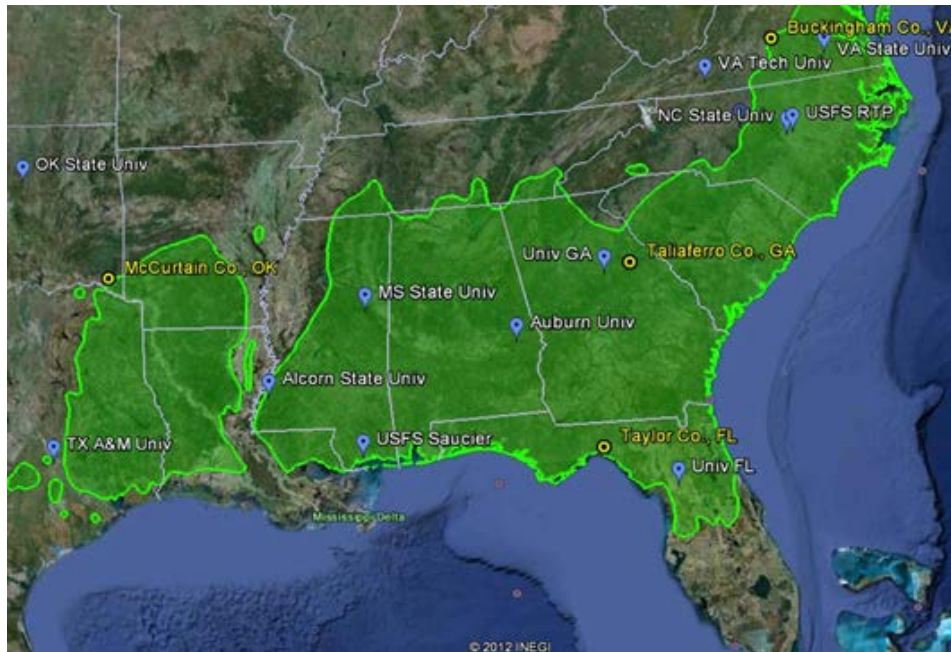 Buckingham Co., VA
VA State Univ
VA Tech Univ
NC State Univ
USFS RTP
OK State Univ
Univ GA
Taliaferro Co., GA
McCurtain Co., OK
MS State Univ
Auburn Univ
Alcorn State Univ
TX A&M Univ
USFS Saucier
Taylor Co., FL
Univ FL
Mississippi Delta
© 2012 INEGI